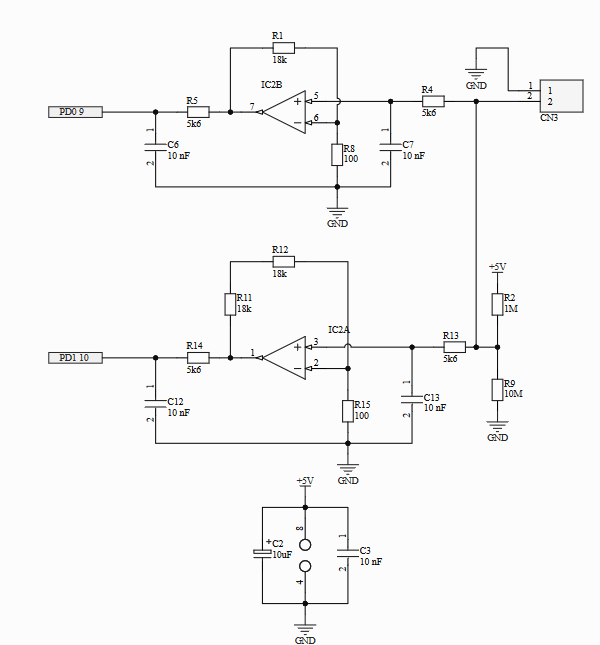 R1
18k
IC2B
R4
5k6
GND
1
1
2
2
CN3
PD0 9
R5
5k6
7
5
6
1
C6
10 nF
2
R8
100
1
C7
10 nF
2
GND
R12
18k
+5V
R2
1M
R11
18k
IC2A
R13
5k6
PD1 10
R14
5k6
1
3
2
1
C12
10 nF
2
R15
100
1
C13
10 nF
2
R9
10M
GND
GND
+5V
8
+
C2
10uF
1
C3
10 nF
2
4
GND